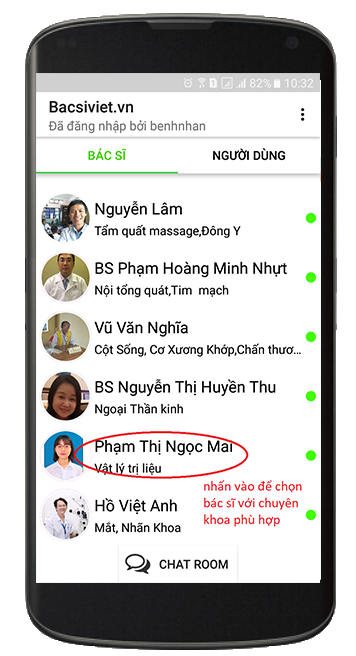 82% 10:32
Bacsiviet.vn
Đã đăng nhập bởi benhnhan
BÁC SĨ NGƯỜI DÙNG
Nguyễn Lâm
Tẩm quất massage,Đông Y
BS Phạm Hoàng Minh Nhựt
Nội tổng quát,Tim mạch
Vũ Văn Nghĩa
Cột Sống, Cơ Xương Khớp,Chấn thươ...
BS Nguyễn Thị Huyền Thu
Ngoại Thần kinh
Phạm Thị Ngọc Mai
Vật lý trị liệu
nhấn vào để chọn
bác sĩ với chuyên
khoa phù hợp
Hồ Việt Anh
Mắt, Nhãn Khoa
CHAT ROOM